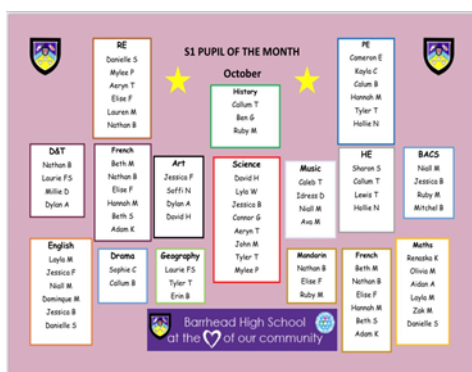 S1 PUPIL OF THE MONTH
October
RE
Danielle S
Mylee P
Aeryn T
Elise F
Lauren M
Nathan B
History
Callum T
Ben G
Ruby M
PE
Cameron E
Kayla C
Calum B
Hannah M
Tyler T
Hollie N
D&T
Nathan B
Laurie FS
Millie D
Dylan A
French
Beth M
Nathan B
Elise F
Hannah M
Beth S
Adam K
Art
Jessica F
Saffi N
Dylan A
David H
Science
David H
Lyla W
Jessica B
Connor G
Aeryn T
John M
Tyler T
Mylee P
Music
Caleb T
Idress D
Niall M
Ava M
HE
Sharon S
Callum T
Lewis T
Hollie N
BACS
Niall M
Jessica B
Ruby M
Mitchel B
English
Layla M
Jessica F
Niall M
Dominque M
Jessica B
Danielle S
Drama
Sophie C
Callum B
Geography
Laurie FS
Tyler T
Erin B
Mandarin
Nathan B
Elise F
Ruby M
French
Beth M
Nathan B
Elise F
Hannah M
Beth S
Adam K
Maths
Renaska K
Olivia M
Aidan A
Layla M
Zak M
Danielle S
Barrhead High School
at the of our community